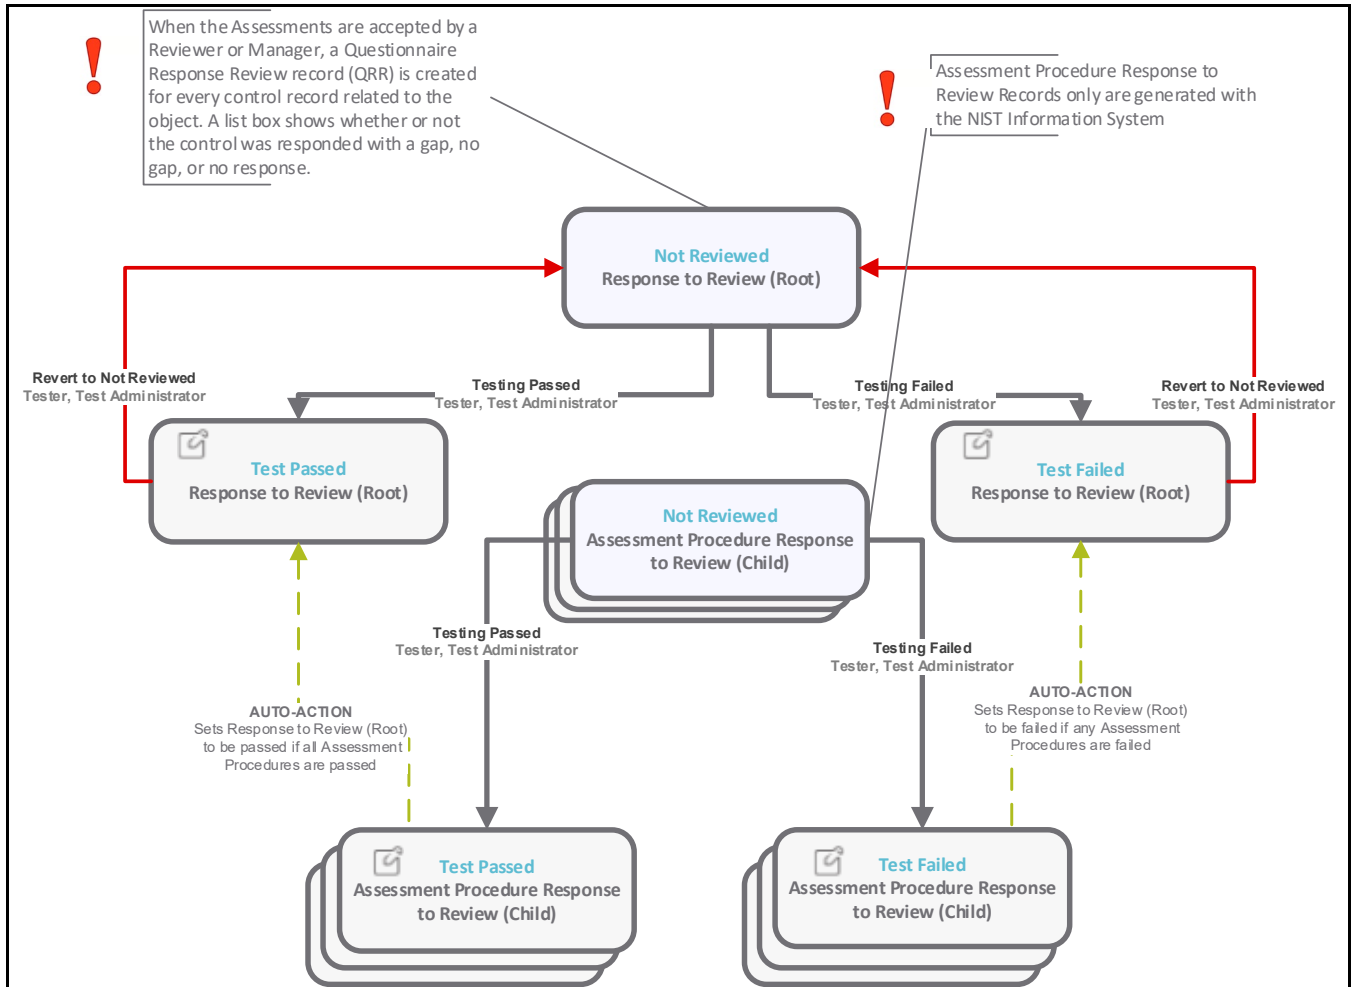 When the Assessments are accepted by a
Reviewer or Manager, a Questionnaire
Response Review record (QRR) is created
for every control record related to the
object. A list box shows whether or not
the control was responded with a gap, no
gap, or no response.
Assessment Procedure Response to
Review Records only are generated with
the NIST Information System
Not Reviewed
Response to Review (Root)
Revert to Not Reviewed
Tester, Test Administrator
Testing Passed
Tester, Test Administrator
Testing Failed
Tester, Test Administrator
Revert to Not Reviewed
Tester, Test Administrator
Test Passed
Response to Review (Root)
Test Failed
Response to Review (Root)
Not Reviewed
Assessment Procedure Response
to Review (Child)
Testing Passed
Tester, Test Administrator
Testing Failed
Tester, Test Administrator
AUTO-ACTION
Sets Response to Review (Root)
to be passed if all Assessment
Procedures are passed
AUTO-ACTION
Sets Response to Review (Root)
to be failed if any Assessment
Procedures are failed
Test Passed
Assessment Procedure Response
to Review (Child)
Test Failed
Assessment Procedure Response
to Review (Child)